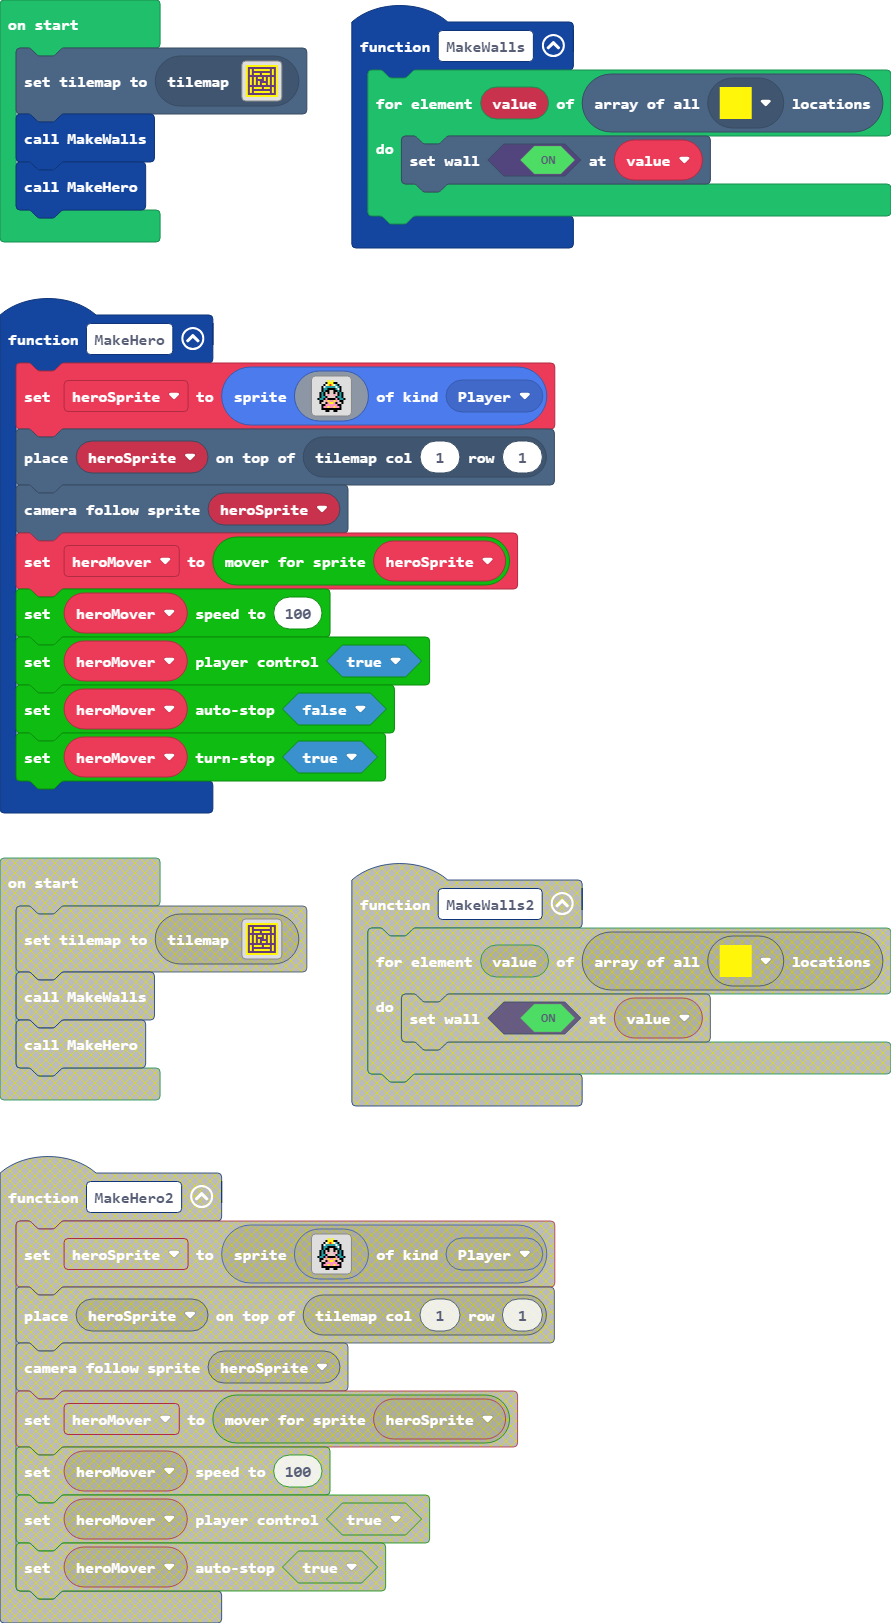 on start
set tilemap to tilemap
call MakeWalls
call MakeHero
function MakeWalls
for element value of array of all locations
do
set wall ON at value
function MakeHero
set heroSprite to sprite of kind Player
place heroSprite on top of tilemap col 1 row 1
camera follow sprite heroSprite
set heroMover to mover for sprite heroSprite
set heroMover speed to 100
set heroMover player control true
set heroMover auto-stop false
set heroMover turn-stop true
on start
set tilemap to tilemap
call MakeWalls
call MakeHero
function MakeWalls2
for element value of array of all locations
do
set wall ON at value
function MakeHero2
set heroSprite to sprite of kind Player
place heroSprite on top of tilemap col 1 row 1
camera follow sprite heroSprite
set heroMover to mover for sprite heroSprite
set heroMover speed to 100
set heroMover player control true
set heroMover auto-stop true